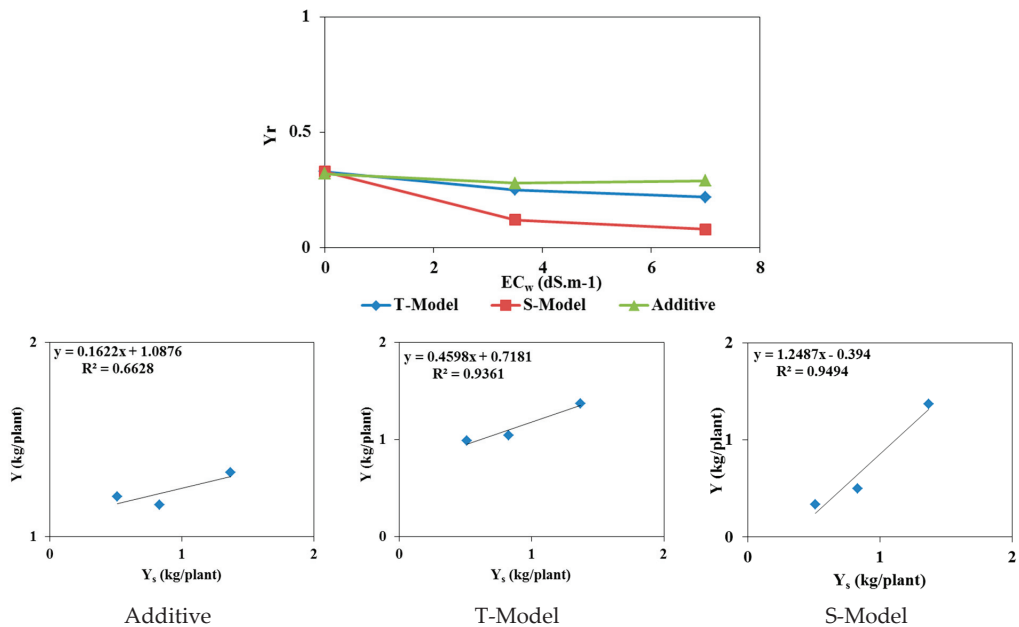 1
0.5
0
Yr
0 2 4 6 8
ECw (dS.m-1)
T-Model S-Model Additive
2
y = 0.1622x + 1.0876
R² = 0.6628
Y (kg/plant)
1
0 1 2
Ys (kg/plant)
Additive
2
y = 0.4598x + 0.7181
R² = 0.9361
Y (kg/plant)
1
0
0 1 2
Ys (kg/plant)
T-Model
2
y = 1.2487x - 0.394
R² = 0.9494
Y (kg/plant)
1
0
0 1 2
Ys (kg/plant)
S-Model